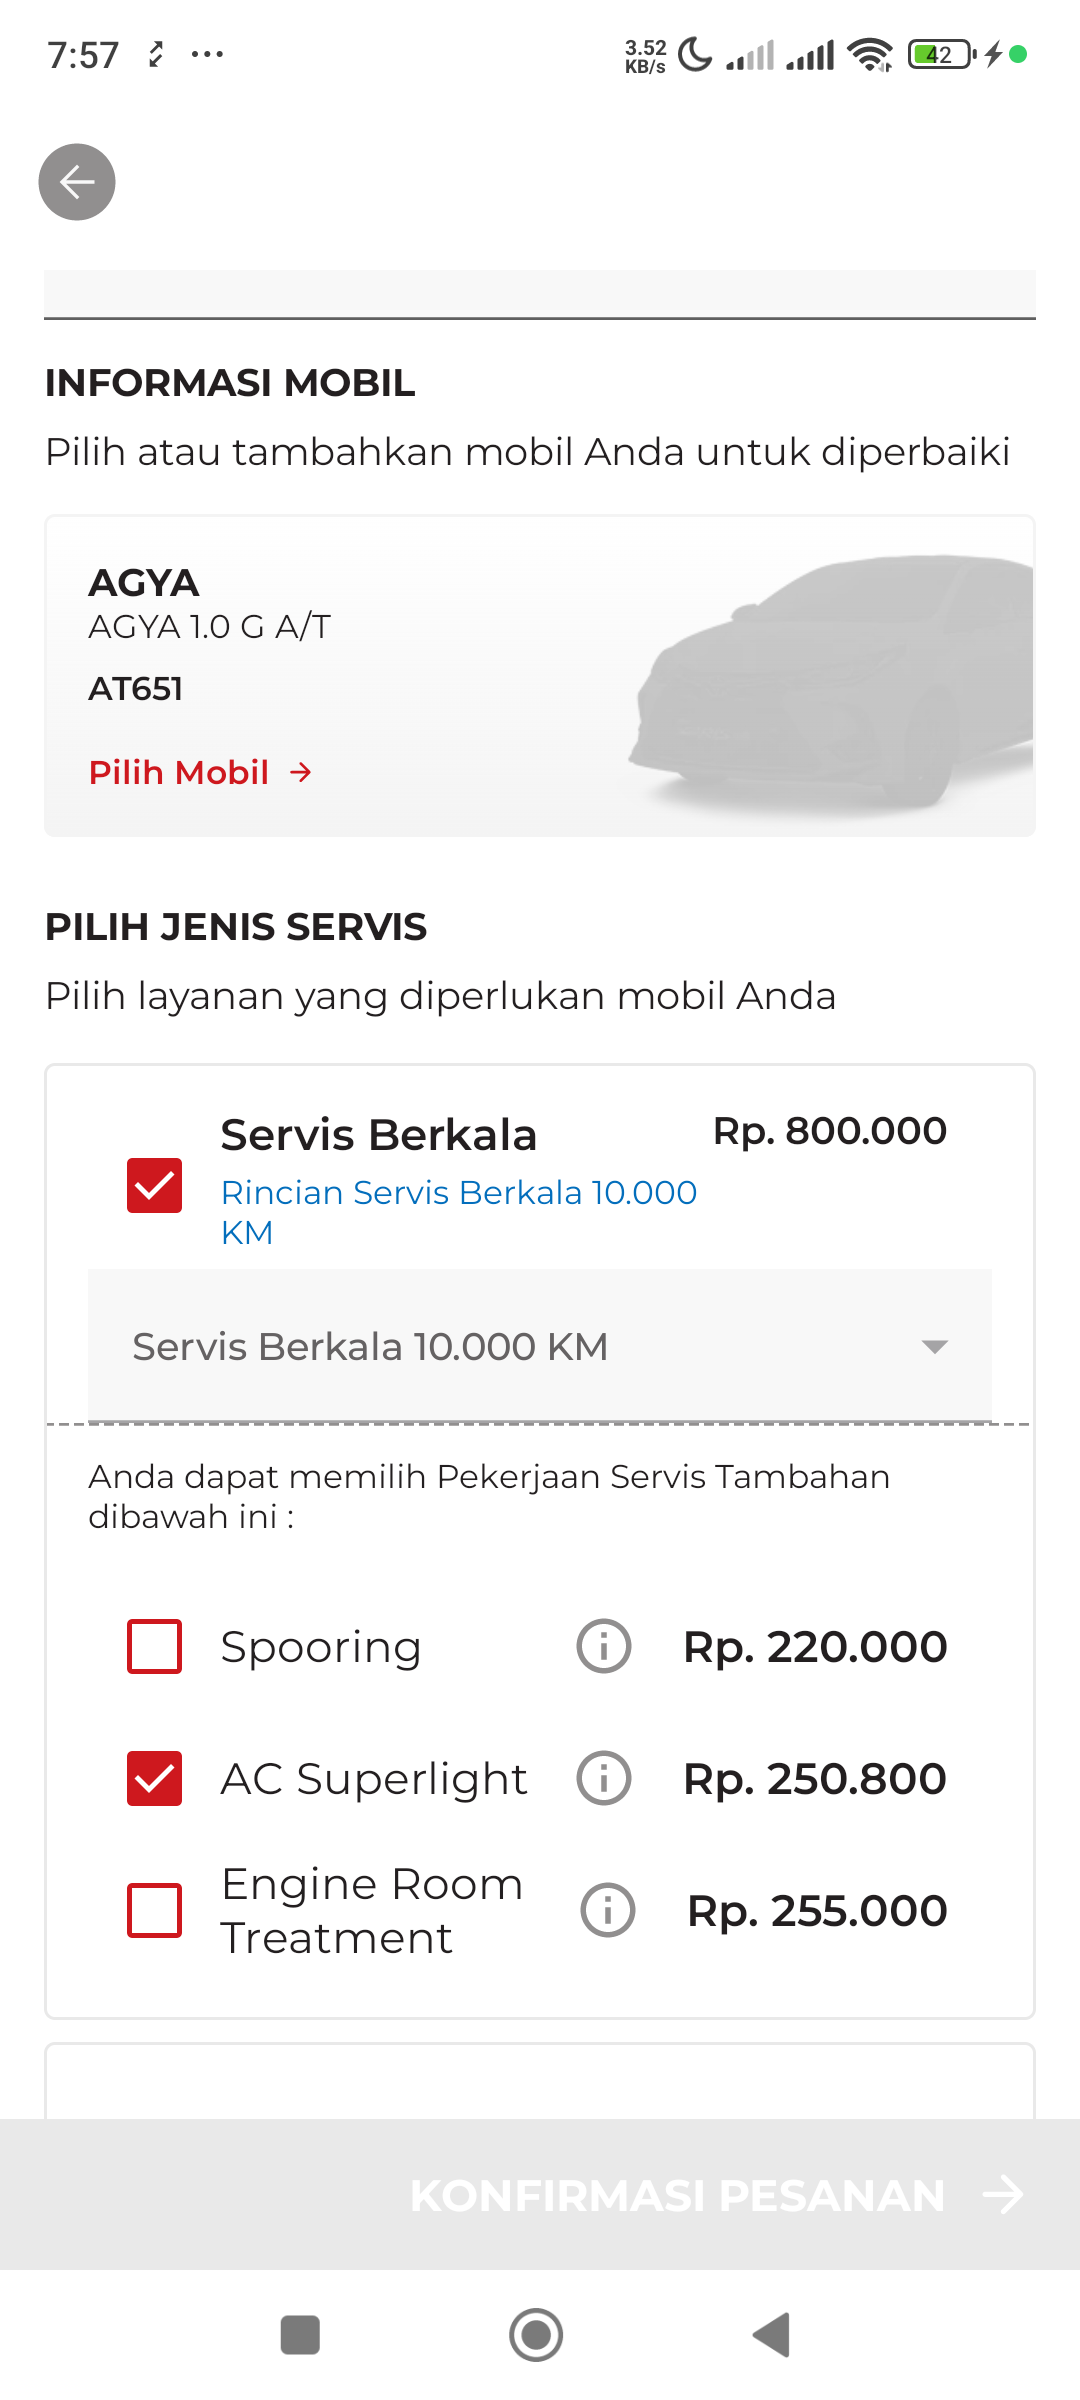 7:57
3.52
KB/s
42
INFORMASI MOBIL
Pilih atau tambahkan mobil Anda untuk diperbaiki
AGYA
AGYA 1.0 G A/T
AT651
Pilih Mobil →
PILIH JENIS SERVIS
Pilih layanan yang diperlukan mobil Anda
Servis Berkala Rp. 800.000
Rincian Servis Berkala 10.000
KM
Servis Berkala 10.000 KM
Anda dapat memilih Pekerjaan Servis Tambahan
dibawah ini :
Spooring Rp. 220.000
AC Superlight Rp. 250.800
Engine Room
Treatment Rp. 255.000
KONFIRMASI PESANAN →